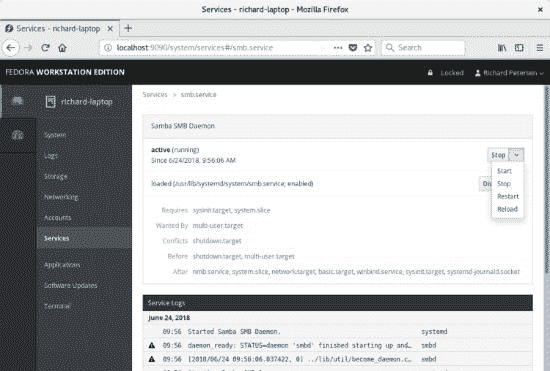 Services - richard-laptop - Mozilla Firefox
Services - richard-laptop
localhost:9090/system/services#/smb.service
Search
FEDORA WORKSTATION EDITION
Locked
Richard Petersen
richard-laptop
System
Logs
Storage
Networking
Accounts
Services
Applications
Software Updates
Terminal
Services > smb.service
Samba SMB Daemon
active (running)
Since 6/24/2018, 9:56:06 AM
Stop
Start
Stop
Restart
Reload
loaded (/usr/lib/systemd/system/smb.service; enabled)
Requires sysinit.target, system.slice
Wanted By multi-user.target
Conflicts shutdown.target
Before shutdown.target, multi-user.target
After nmb.service, system.slice, network.target, basic.target, winbind.service, sysinit.target, systemd-journald.socket
Service Logs
June 24, 2018
09:56 Started Samba SMB Daemon. systemd
09:56 daemon_ready: STATUS=daemon 'smbd' finished starting up and… smbd
09:56 [2018/06/24 09:56:06.037422, 0] ../lib/util/become_daemon.c… smbd